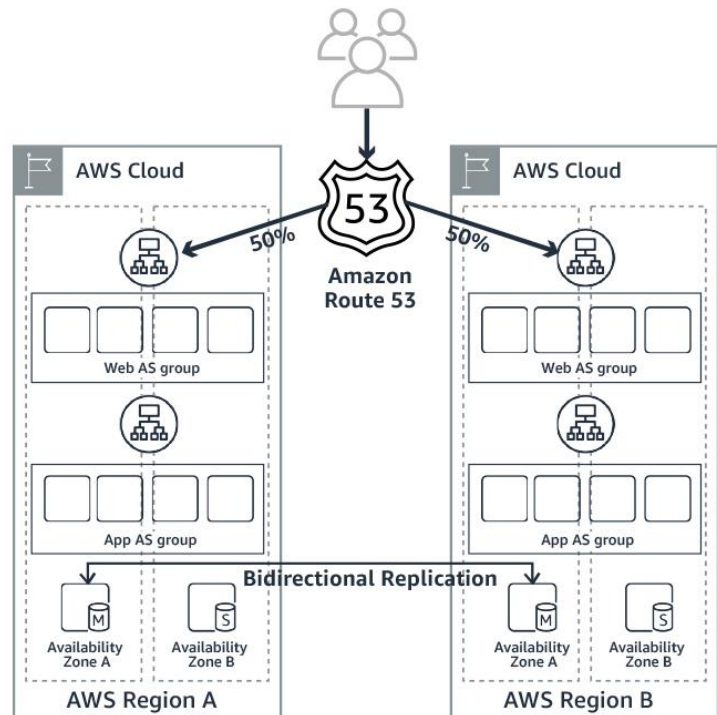 AWS Cloud
AWS Cloud
53
50%
50%
Amazon
Route 53
Web AS group
Web AS group
App AS group
App AS group
Bidirectional Replication
M
S
M
S
Availability
Zone A
Availability
Zone B
Availability
Zone A
Availability
Zone B
AWS Region A
AWS Region B